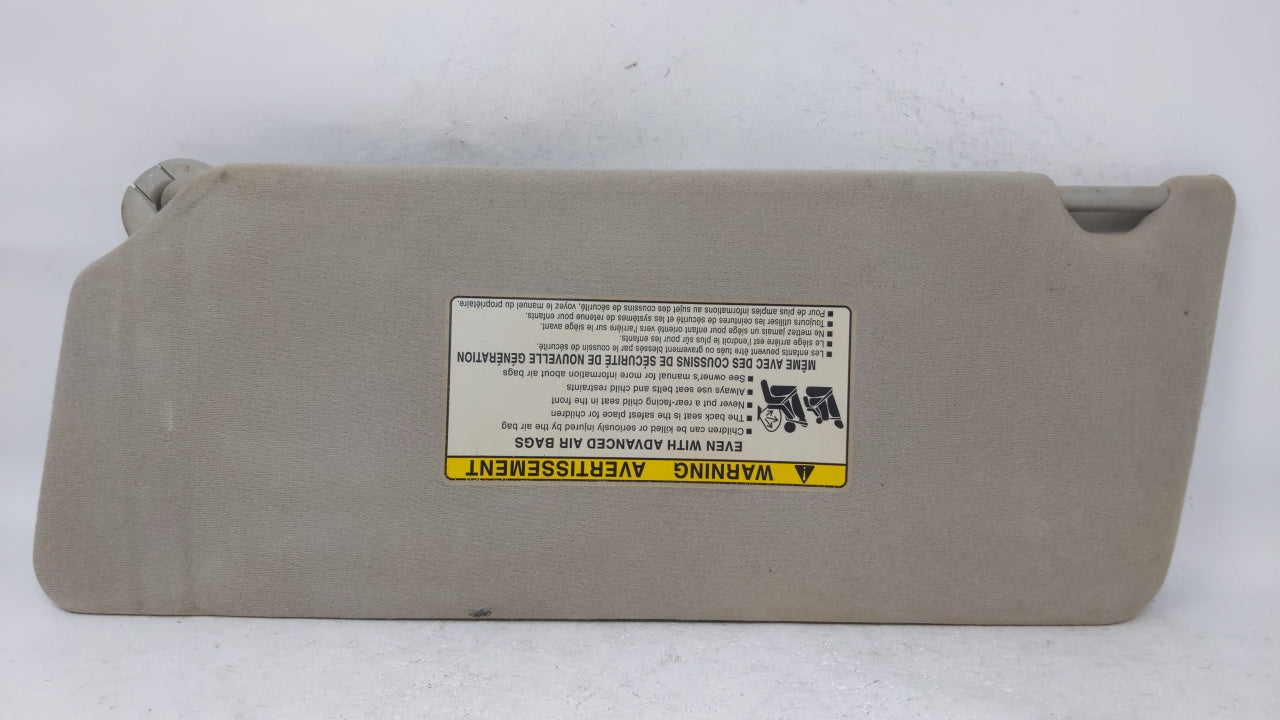 WARNING AVERTISSEMENT
EVEN WITH ADVANCED AIR BAGS
■ Children can be killed or seriously injured by the air bag
■ The back seat is the safest place for children
■ Never put a rear-facing child seat in the front
■ Always use seat belts and child restraints
■ See owner's manual for more information about air bags
MÊME AVEC DES COUSSINS DE SÉCURITÉ DE NOUVELLE GÉNÉRATION
■ Les enfants peuvent être tués ou gravement blessés par le coussin de sécurité.
■ Le siège arrière est l'endroit le plus sûr pour les enfants.
■ Ne mettez jamais un siège pour enfant orienté vers l'arrière sur le siège avant.
■ Toujours utiliser les ceintures de sécurité et les systèmes de retenue pour enfants.
■ Pour de plus amples informations au sujet des coussins de sécurité, voyez le manuel du propriétaire.